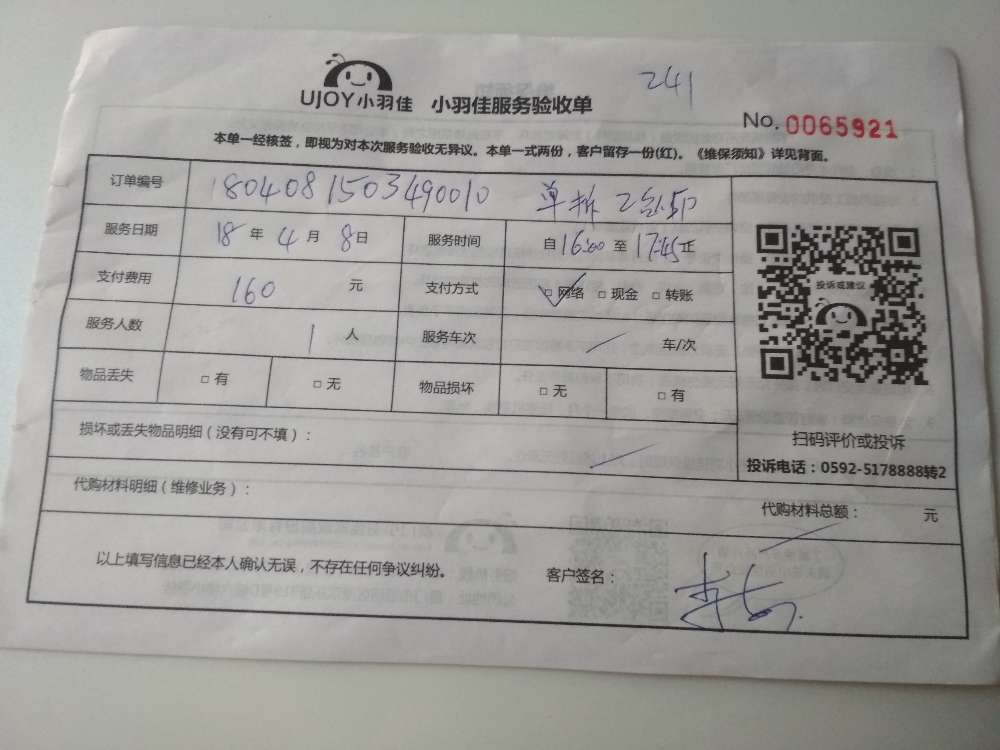 241
UJOY小羽佳 小羽佳服务验收单
No. 0065921
本单一经核签，即视为对本次服务验收无异议。本单一式两份，客户留存一份(红)。《维保须知》详见背面。
订单编号 1804081503490010 单拆2台
服务日期 18 年 4 月 8 日 服务时间 自 16:00 至 17:45 止
支付费用 160 元 支付方式 □ 网络 □ 现金 □ 转账
服务人数 1 人 服务车次 / 车/次
物品丢失 □ 有 □ 无 物品损坏 □ 无 □ 有
投诉或建议
扫码评价或投诉
投诉电话：0592-5178888转2
损坏或丢失物品明细（没有可不填）： /
代购材料明细（维修业务）： 代购材料总额： 元
以上填写信息已经本人确认无误，不存在任何争议纠纷。 客户签名：